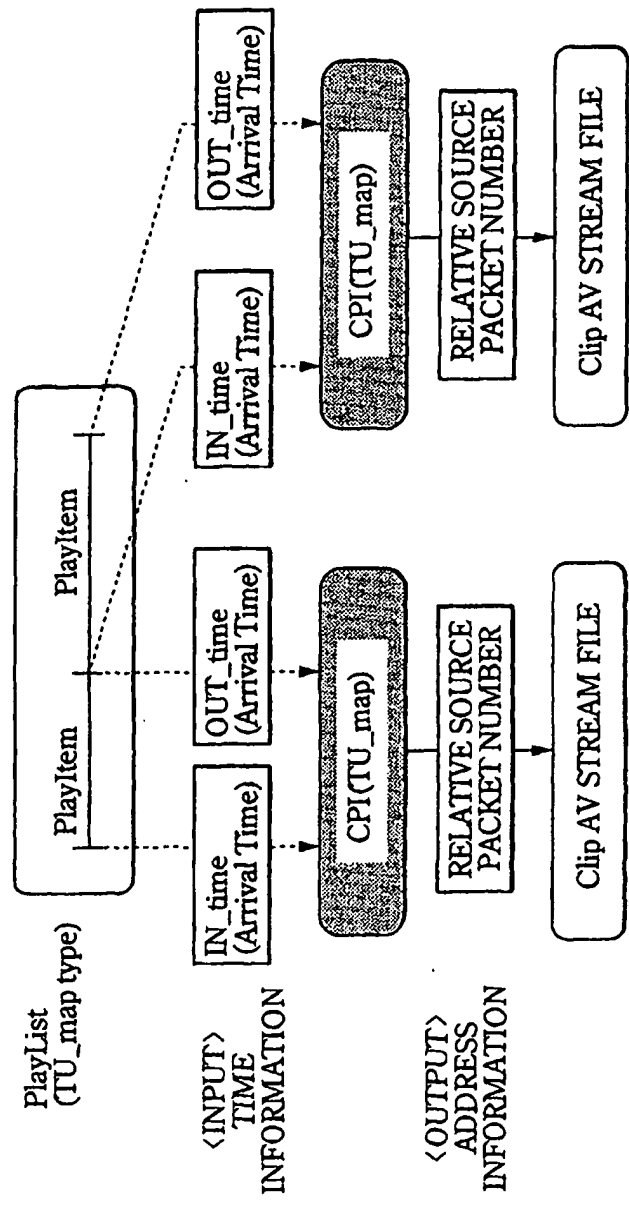 PlayList
(TU_map type)
PlayItem
PlayItem
<INPUT>
TIME
INFORMATION
IN_time
(Arrival Time)
OUT_time
(Arrival Time)
IN_time
(Arrival Time)
OUT_time
(Arrival Time)
CPI(TU_map)
CPI(TU_map)
<OUTPUT>
ADDRESS
INFORMATION
RELATIVE SOURCE
PACKET NUMBER
RELATIVE SOURCE
PACKET NUMBER
Clip AV STREAM FILE
Clip AV STREAM FILE